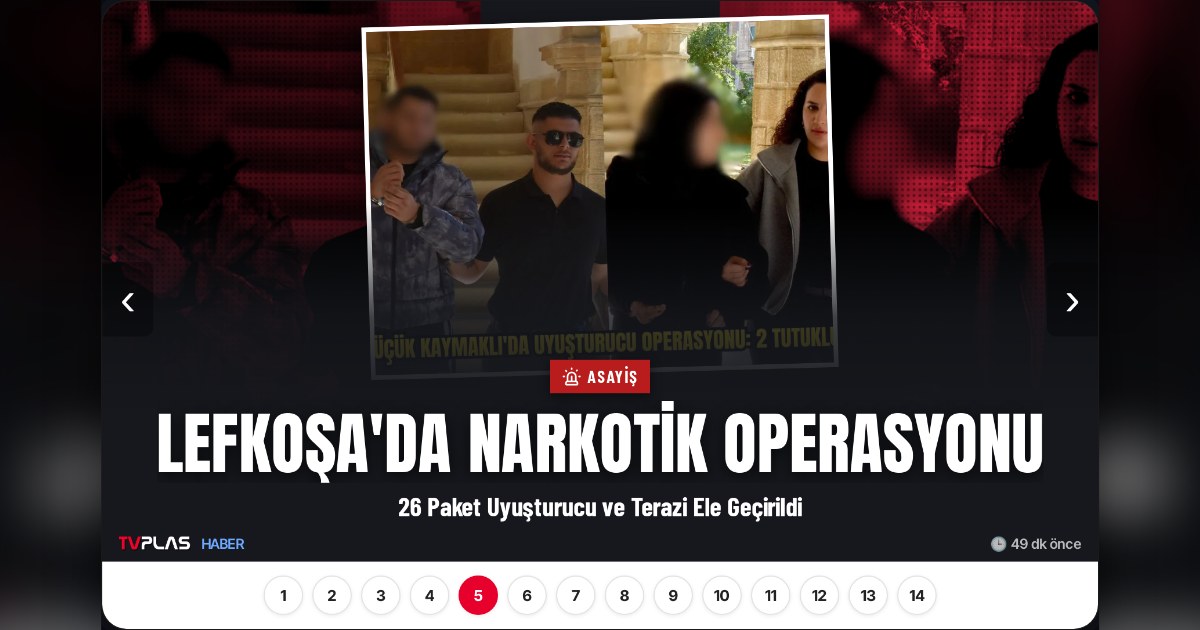 ÜÇÜK KAYMAKLI'DA UYUŞTURUCU OPERASYONU: 2 TUTUKL
ASAYİŞ
LEFKOŞA'DA NARKOTİK OPERASYONU
26 Paket Uyuşturucu ve Terazi Ele Geçirildi
TVPLAS HABER
49 dk önce
1 2 3 4 5 6 7 8 9 10 11 12 13 14